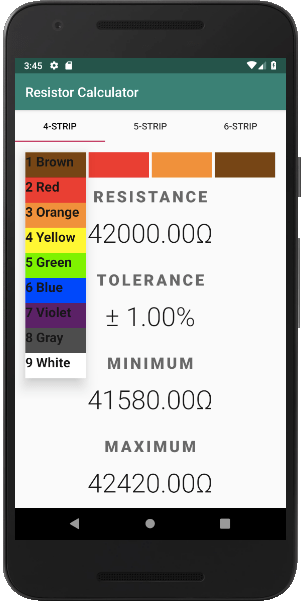 3:45
Resistor Calculator
4-STRIP 5-STRIP 6-STRIP
1 Brown
2 Red
3 Orange
4 Yellow
5 Green
6 Blue
7 Violet
8 Gray
9 White
RESISTANCE
42000.00Ω
TOLERANCE
± 1.00%
MINIMUM
41580.00Ω
MAXIMUM
42420.00Ω